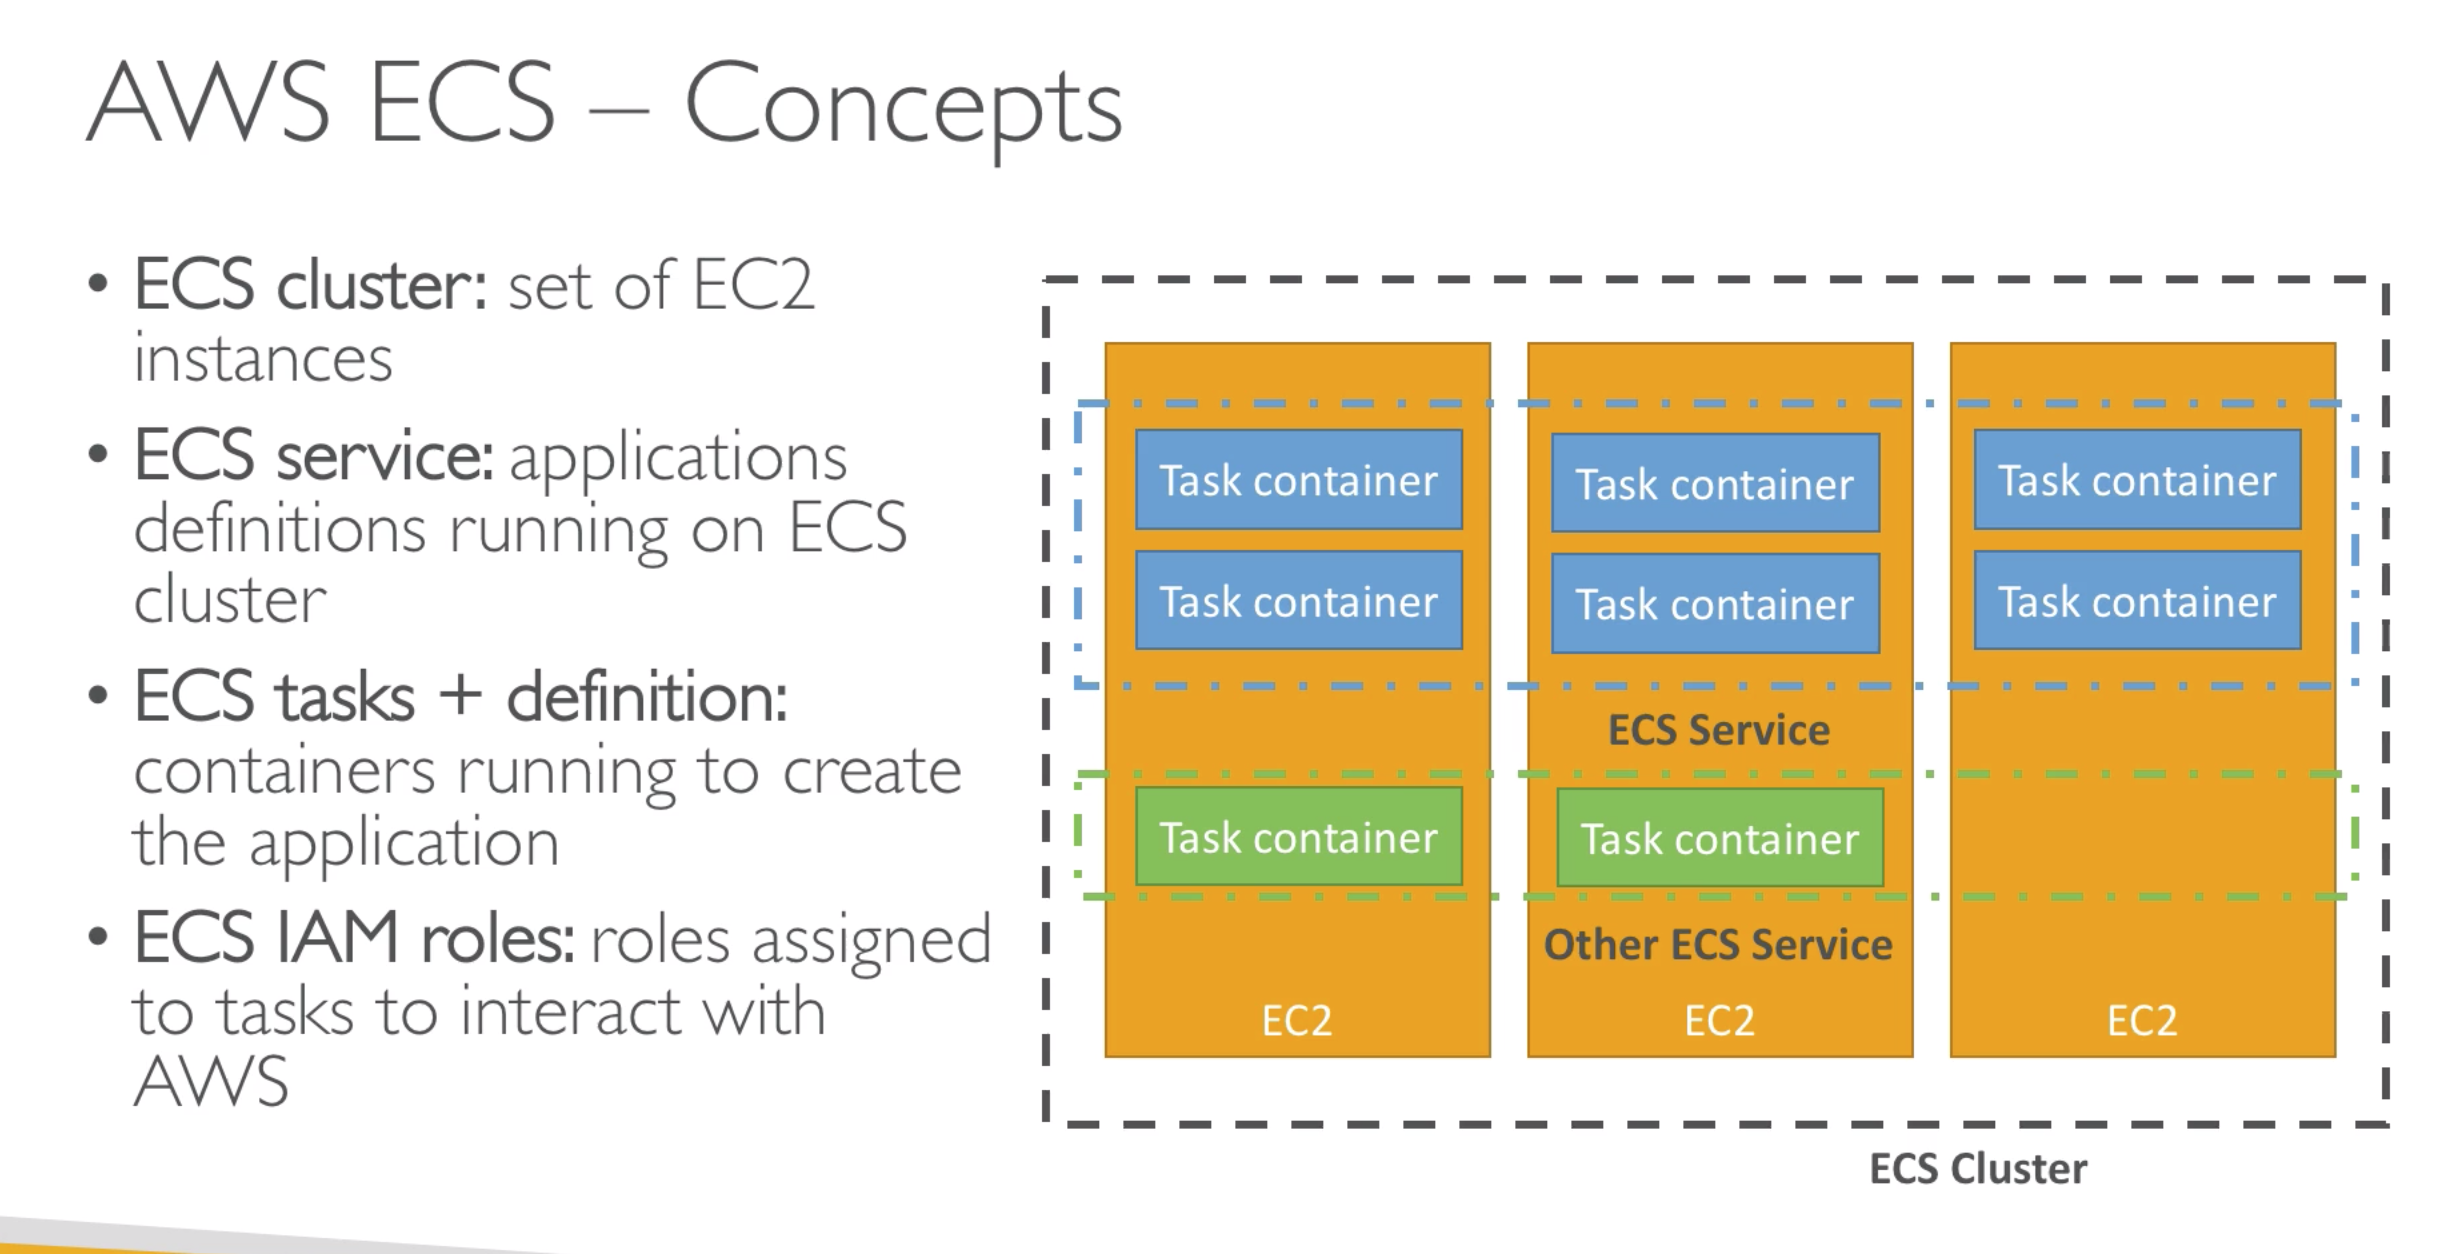 AWS ECS – Concepts
• ECS cluster: set of EC2
instances
• ECS service: applications
definitions running on ECS
cluster
• ECS tasks + definition:
containers running to create
the application
• ECS IAM roles: roles assigned
to tasks to interact with
AWS
Task container
Task container
Task container
Task container
Task container
Task container
ECS Service
Task container
Task container
Other ECS Service
EC2
EC2
EC2
ECS Cluster